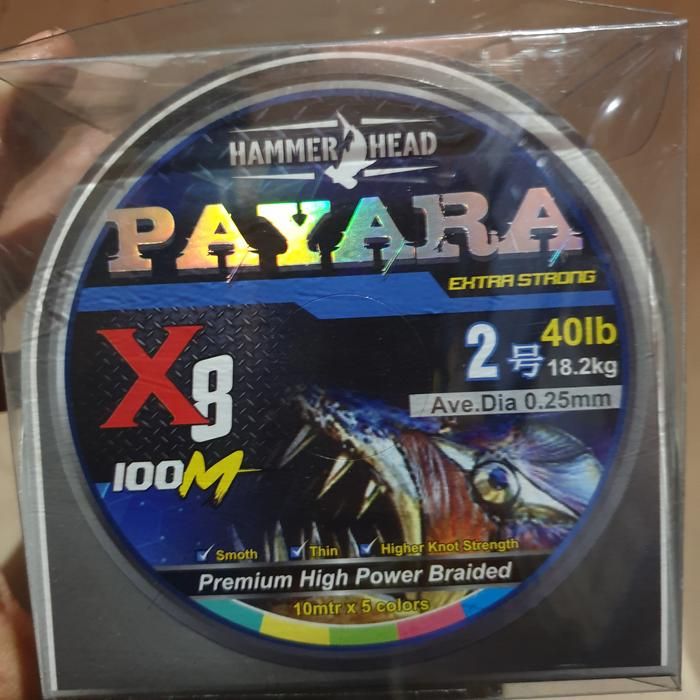 HAMMER HEAD
PAYARA
EXTRA STRONG
X8
100M
2号 40lb
18.2kg
Ave.Dia 0.25mm
Smoth Thin Higher Knot Strength
Premium High Power Braided
10mtr x 5 colors